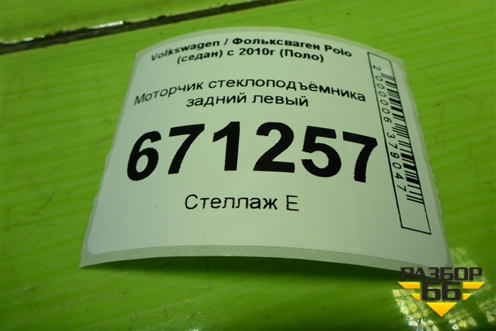 Volkswagen / Фольксваген Polo
(седан) с 2010г (Поло)
Моторчик стеклоподъёмника
задний левый
671257
Стеллаж Е
2000006379047
РАЗБОР
66